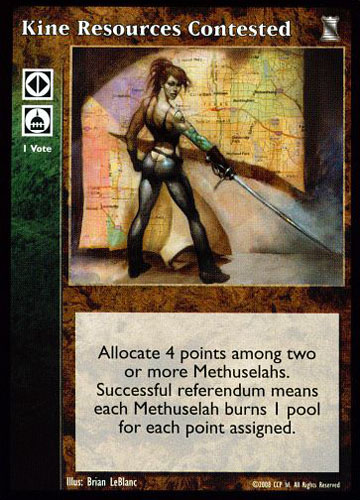 Kine Resources Contested
1 Vote
Allocate 4 points among two
or more Methuselahs.
Successful referendum means
each Methuselah burns 1 pool
for each point assigned.
Illus: Brian LeBlanc
©2008 CCP hf. All Rights Reserved